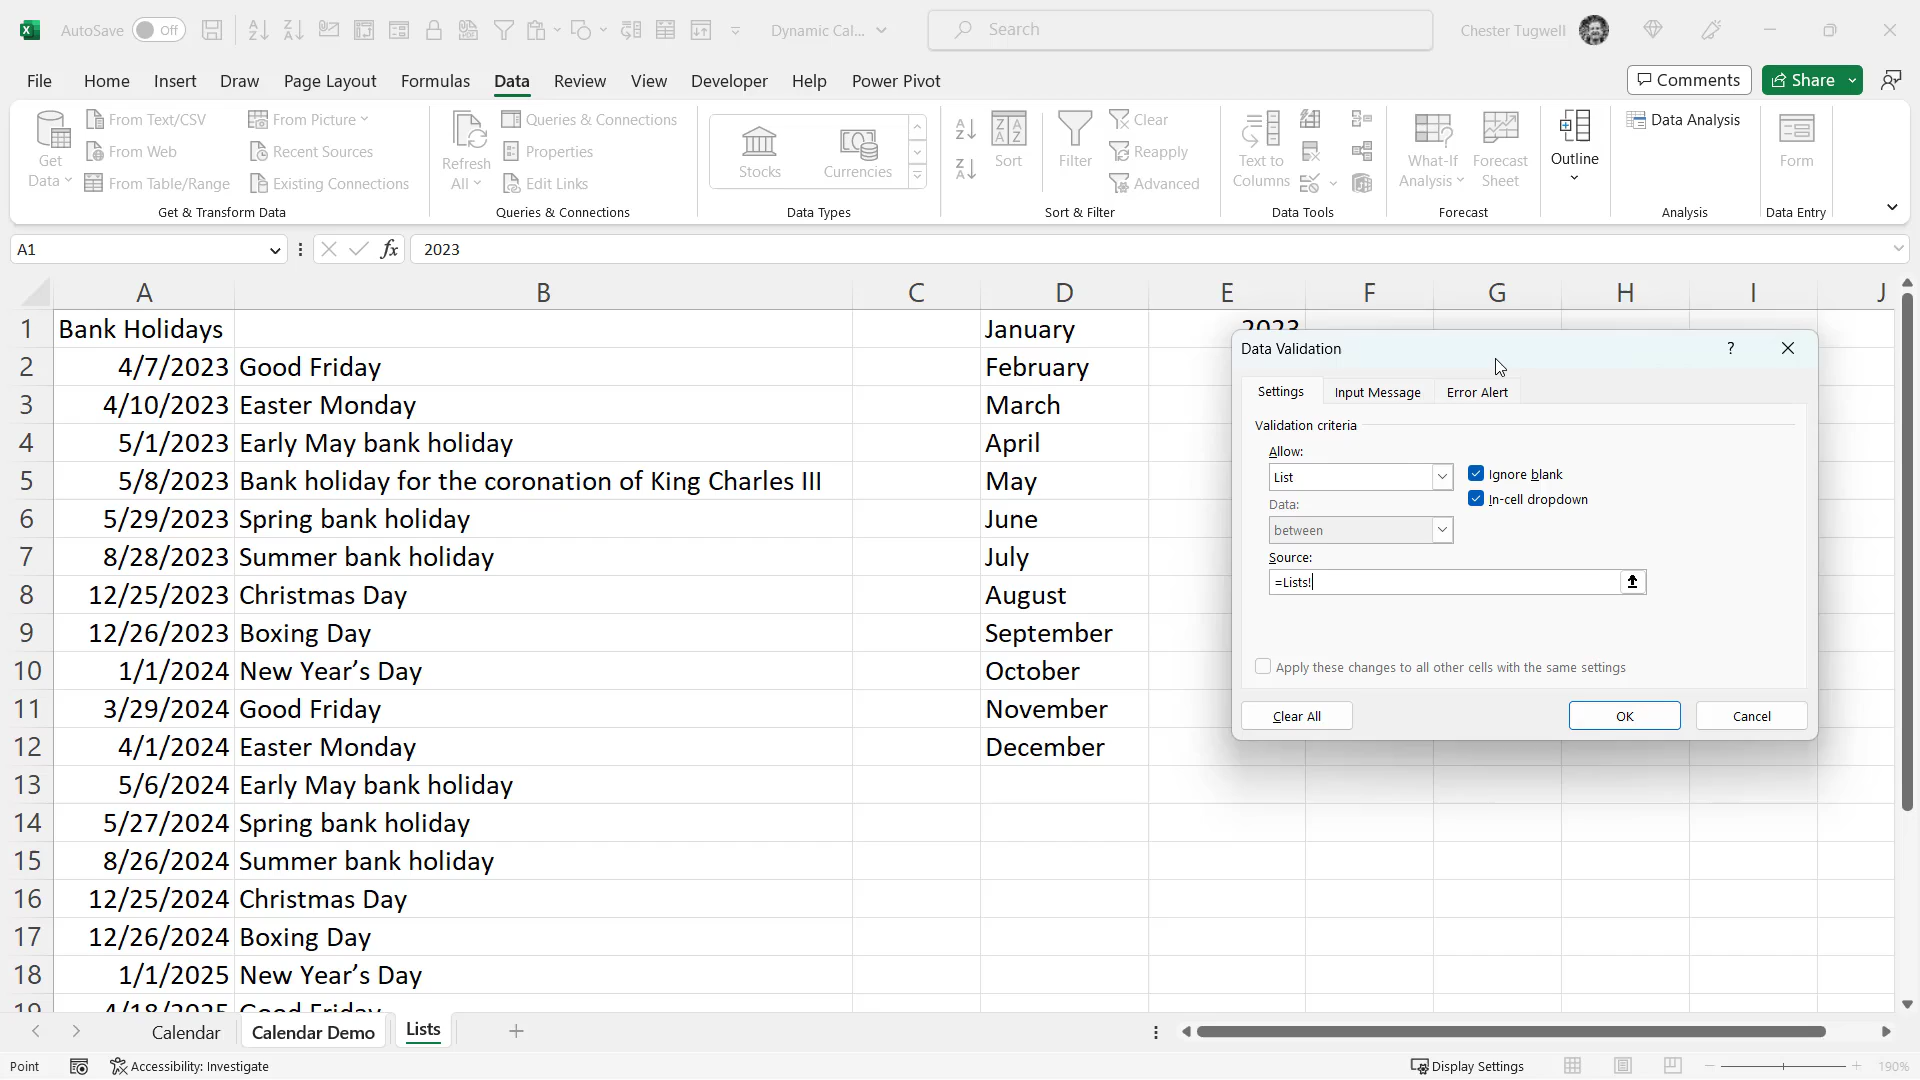 AutoSave Off Dynamic Cal... Search Chester Tugwell
File Home Insert Draw Page Layout Formulas Data Review View Developer Help Power Pivot Comments Share
Get Data
From Text/CSV
From Web
From Table/Range
From Picture
Recent Sources
Existing Connections
Get & Transform Data
Refresh All
Queries & Connections
Properties
Edit Links
Queries & Connections
Stocks
Currencies
Data Types
Sort
Filter
Clear
Reapply
Advanced
Sort & Filter
Text to Columns
Data Tools
What-If Analysis
Forecast Sheet
Forecast
Outline
Data Analysis
Analysis
Form
Data Entry
A1 fx 2023
A B C D E F G H I J
1 Bank Holidays January 2023
2 4/7/2023 Good Friday February
3 4/10/2023 Easter Monday March
4 5/1/2023 Early May bank holiday April
5 5/8/2023 Bank holiday for the coronation of King Charles III May
6 5/29/2023 Spring bank holiday June
7 8/28/2023 Summer bank holiday July
8 12/25/2023 Christmas Day August
9 12/26/2023 Boxing Day September
10 1/1/2024 New Year’s Day October
11 3/29/2024 Good Friday November
12 4/1/2024 Easter Monday December
13 5/6/2024 Early May bank holiday
14 5/27/2024 Spring bank holiday
15 8/26/2024 Summer bank holiday
16 12/25/2024 Christmas Day
17 12/26/2024 Boxing Day
18 1/1/2025 New Year’s Day
19 4/18/2025 Good Friday
Data Validation ?
Settings Input Message Error Alert
Validation criteria
Allow:
List
Ignore blank
In-cell dropdown
Data:
between
Source:
=Lists!
Apply these changes to all other cells with the same settings
Clear All OK Cancel
Calendar Calendar Demo Lists
Point Accessibility: Investigate Display Settings 190%